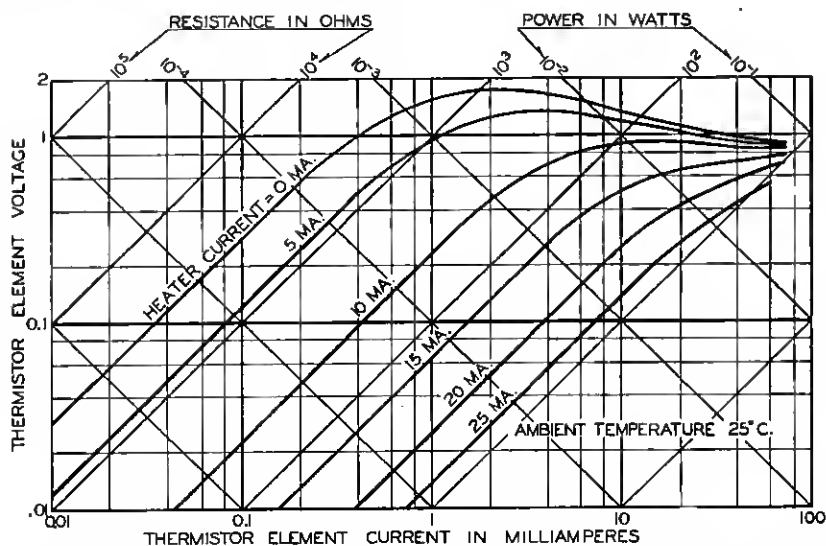 RESISTANCE IN OHMS
POWER IN WATTS
10⁵
10⁻⁴
10⁴
10⁻³
10³
10⁻²
10²
10⁻¹
2
1
0.1
.01
THERMISTOR ELEMENT VOLTAGE
HEATER CURRENT = 0 MA.
5 MA.
10 MA.
15 MA.
20 MA.
25 MA.
AMBIENT TEMPERATURE 25°C.
0.01
0.1
1
10
100
THERMISTOR ELEMENT CURRENT IN MILLIAMPERES